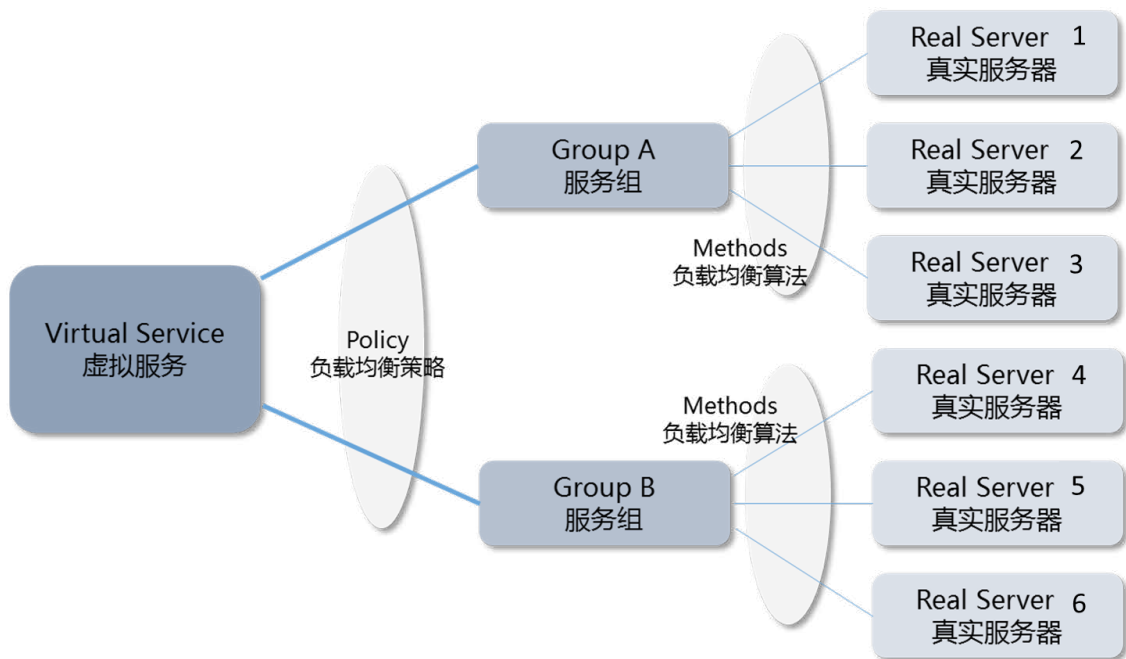 Virtual Service
虚拟服务
Policy
负载均衡策略
Group A
服务组
Methods
负载均衡算法
Real Server 1
真实服务器
Real Server 2
真实服务器
Real Server 3
真实服务器
Group B
服务组
Methods
负载均衡算法
Real Server 4
真实服务器
Real Server 5
真实服务器
Real Server 6
真实服务器